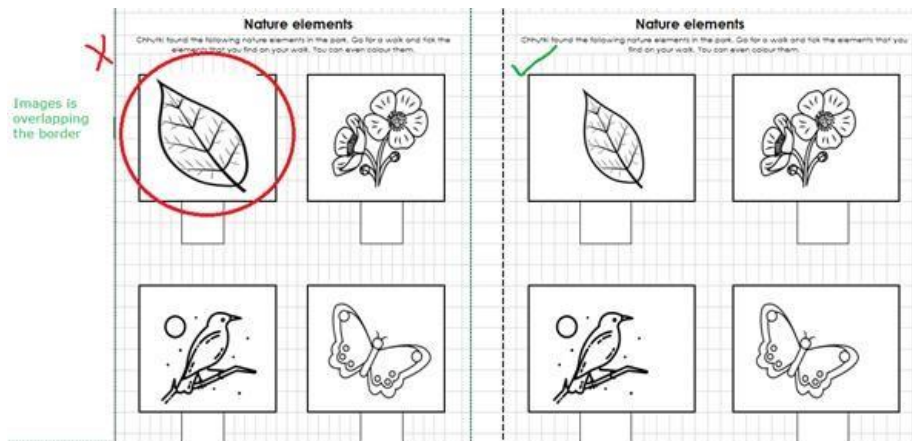 Nature elements
Chhutki found the following nature elements in the park. Go for a walk and tick the
elements that you find on your walk. You can even colour them.
Images is
overlapping
the border
Nature elements
Chhutki found the following nature elements in the park. Go for a walk and tick the elements that you
find on your walk. You can even colour them.